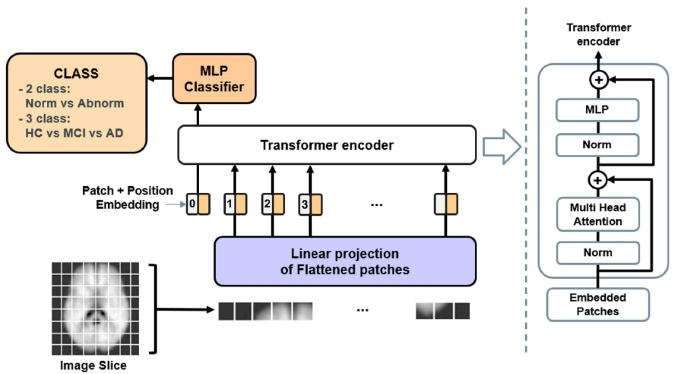 CLASS
- 2 class:
Norm vs Abnorm
- 3 class:
HC vs MCI vs AD
MLP
Classifier
Transformer encoder
Patch + Position
Embedding
0
1
2
3
...
Linear projection
of Flattened patches
...
Image Slice
Transformer
encoder
+
MLP
Norm
+
Multi Head
Attention
Norm
Embedded
Patches